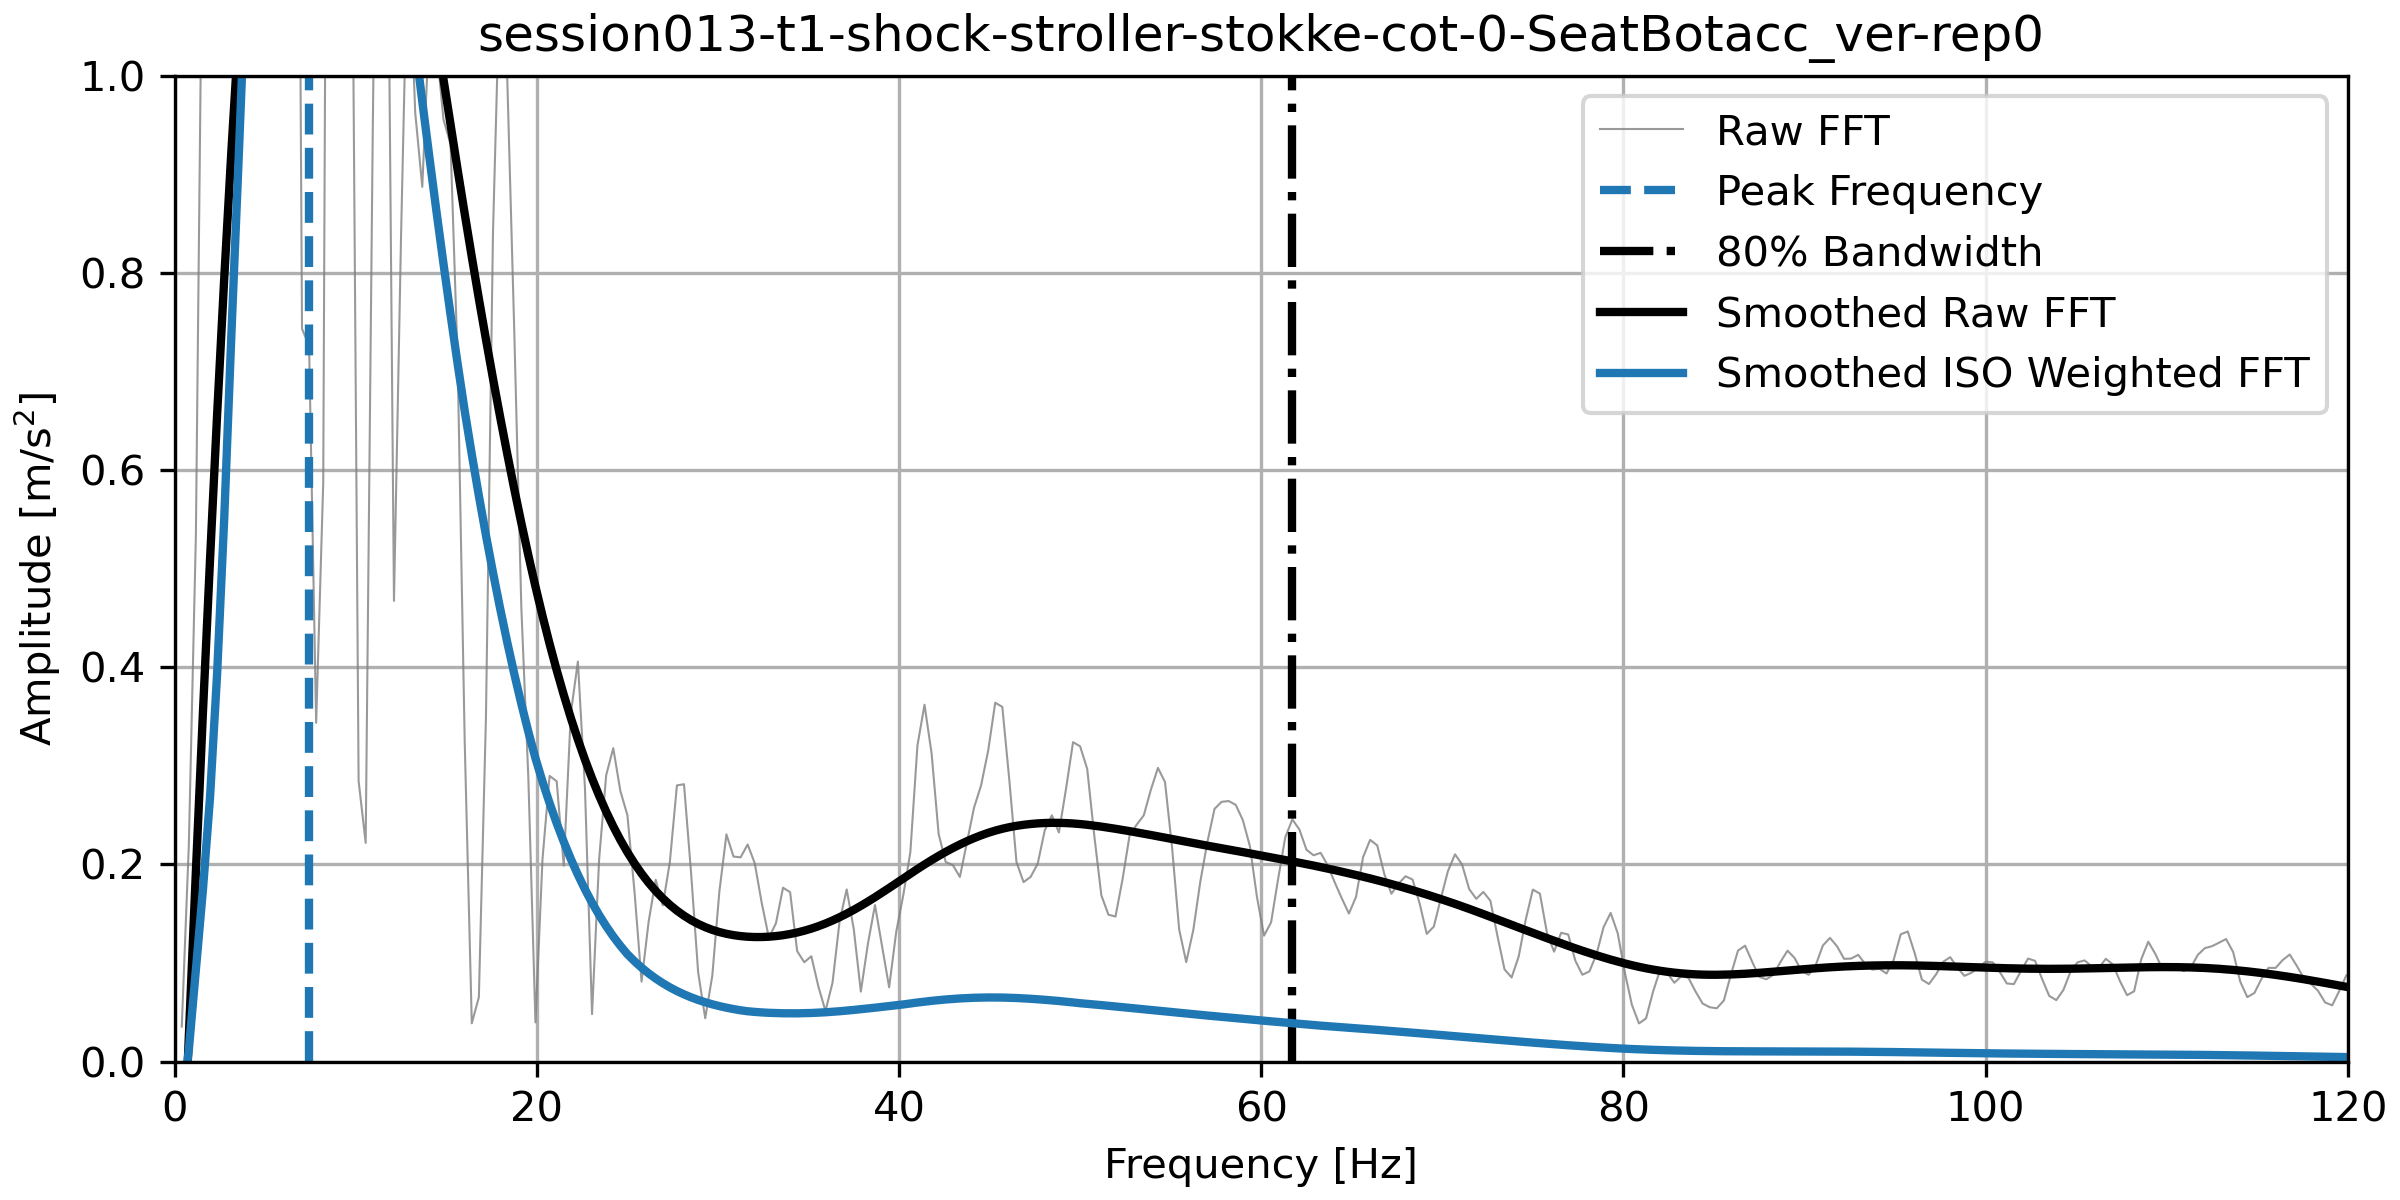 session013-t1-shock-stroller-stokke-cot-0-SeatBotacc_ver-rep0
1.0
0.8
0.6
0.4
0.2
0.0
Amplitude [m/s²]
Raw FFT
Peak Frequency
80% Bandwidth
Smoothed Raw FFT
Smoothed ISO Weighted FFT
0 20 40 60 80 100 120
Frequency [Hz]